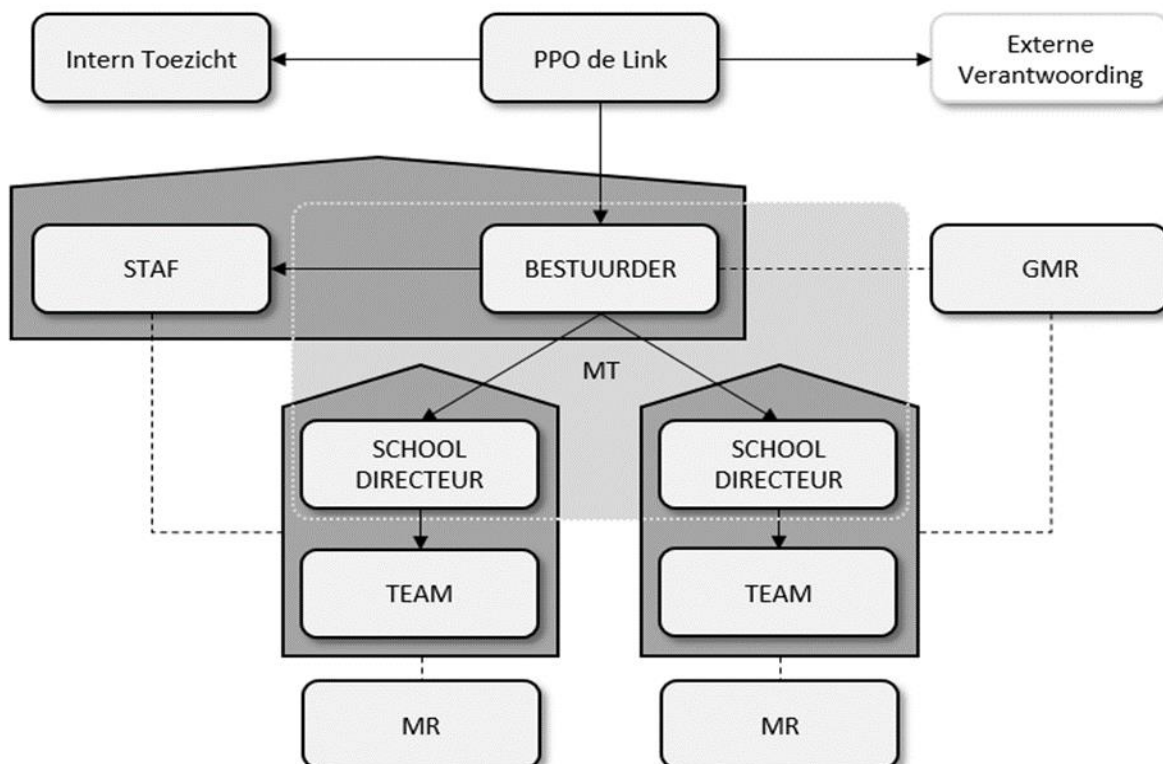 Intern Toezicht
PPO de Link
Externe
Verantwoording
STAF
BESTUURDER
GMR
MT
SCHOOL
DIRECTEUR
SCHOOL
DIRECTEUR
TEAM
TEAM
MR
MR